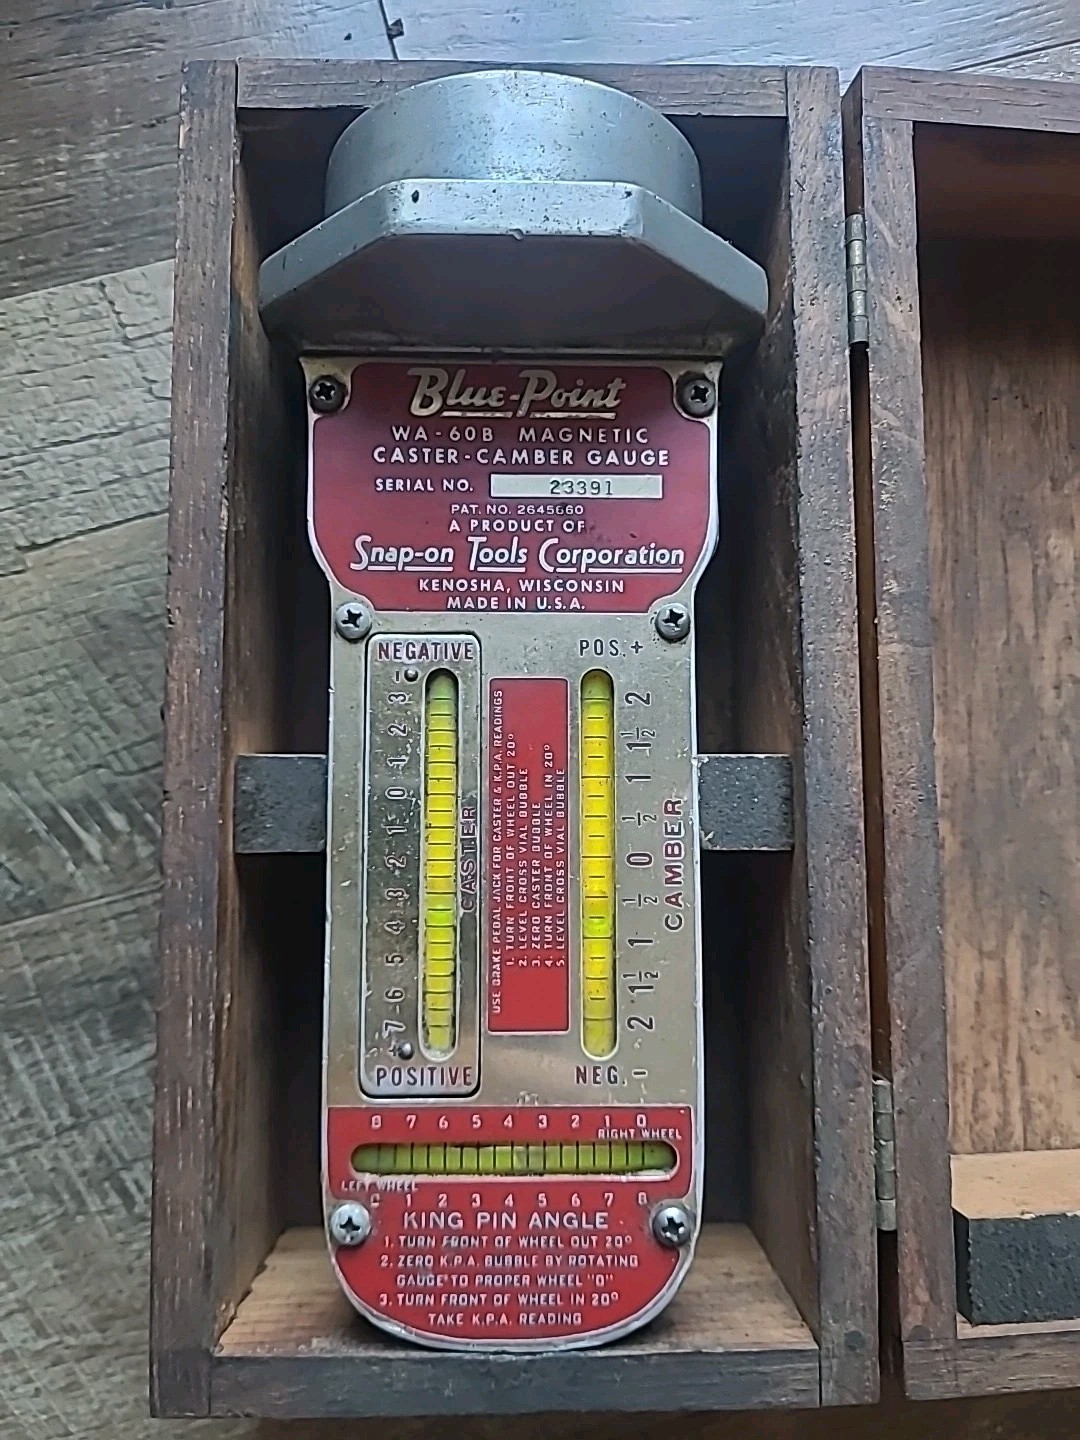 Blue-Point
WA-60B MAGNETIC
CASTER-CAMBER GAUGE
SERIAL NO. 23391
PAT. NO. 2645660
A PRODUCT OF
Snap-on Tools Corporation
KENOSHA, WISCONSIN
MADE IN U.S.A.
NEGATIVE
-
3 2 1 0 1 2 3 4 5 6 7
+
POSITIVE
CASTER
USE BRAKE PEDAL JACK FOR CASTER & K.P.A. READINGS
1. TURN FRONT OF WHEEL OUT 20°
2. LEVEL CROSS VIAL BUBBLE
3. ZERO CASTER BUBBLE
4. TURN FRONT OF WHEEL IN 20°
5. LEVEL CROSS VIAL BUBBLE
POS. +
2 1½ 1 ½ 0 ½ 1 1½ 2
CAMBER
NEG. -
8 7 6 5 4 3 2 1 0
RIGHT WHEEL
LEFT WHEEL
0 1 2 3 4 5 6 7 8
KING PIN ANGLE
1. TURN FRONT OF WHEEL OUT 20°
2. ZERO K.P.A. BUBBLE BY ROTATING
GAUGE TO PROPER WHEEL "0"
3. TURN FRONT OF WHEEL IN 20°
TAKE K.P.A. READING